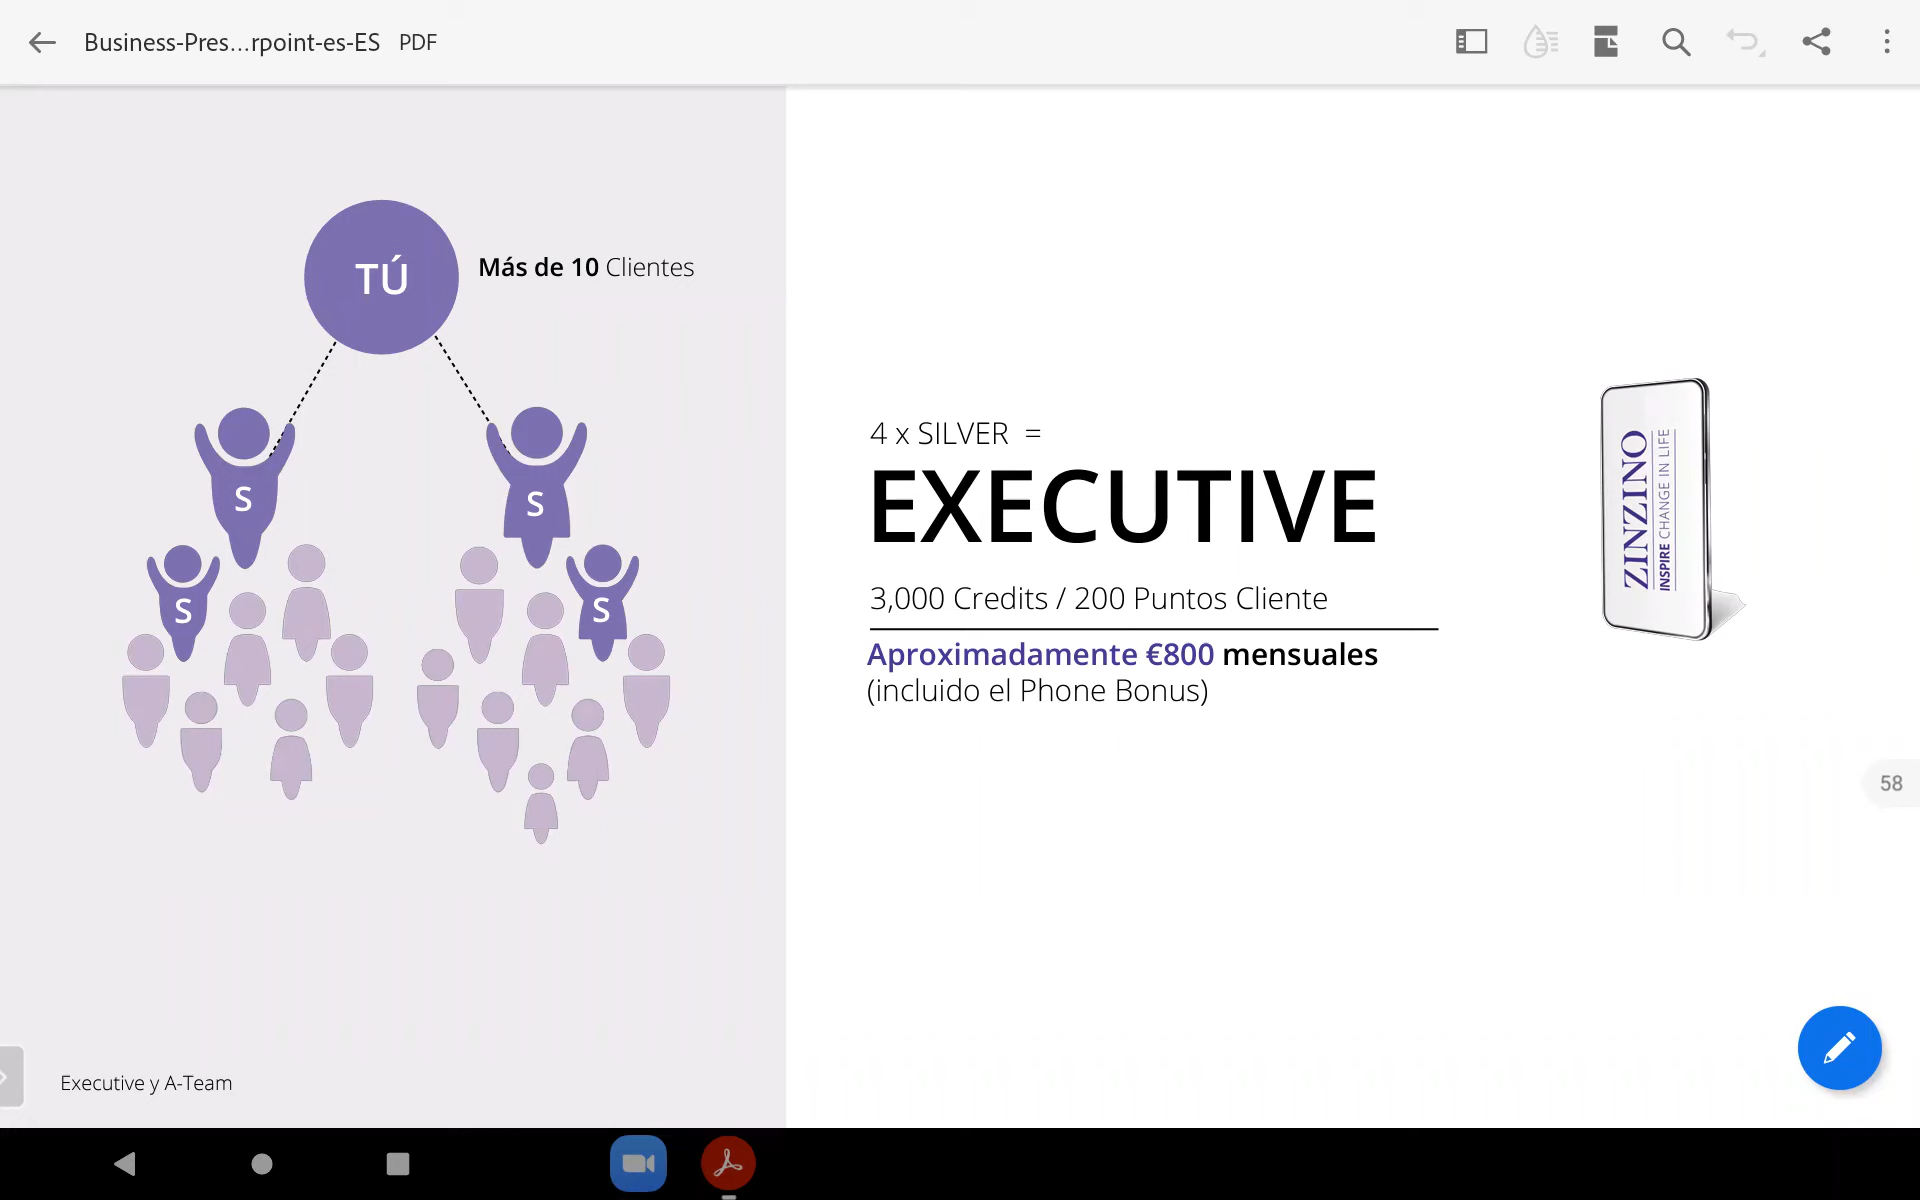 Business-Pres...rpoint-es-ES PDF
TÚ
Más de 10 Clientes
S
S
S
S
4 x SILVER =
EXECUTIVE
3,000 Credits / 200 Puntos Cliente
Aproximadamente €800 mensuales
(incluido el Phone Bonus)
ZINZINO
INSPIRE CHANGE IN LIFE
58
Executive y A-Team